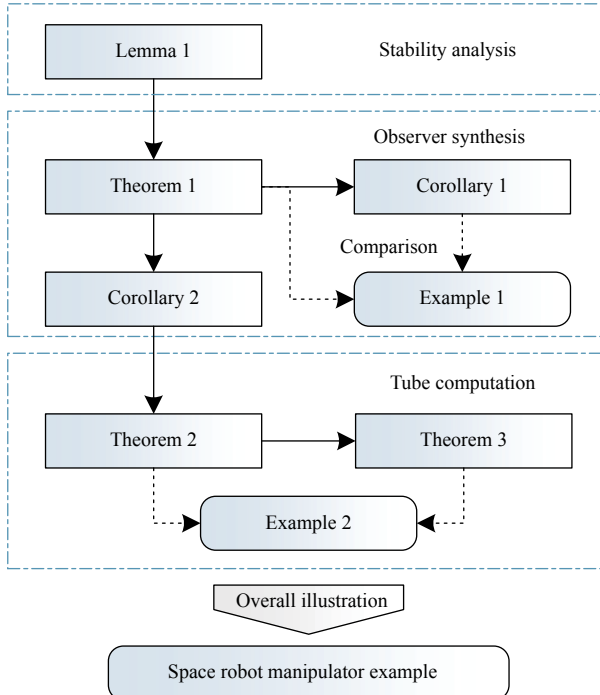 Lemma 1
Stability analysis
Observer synthesis
Theorem 1
Corollary 1
Comparison
Corollary 2
Example 1
Tube computation
Theorem 2
Theorem 3
Example 2
Overall illustration
Space robot manipulator example